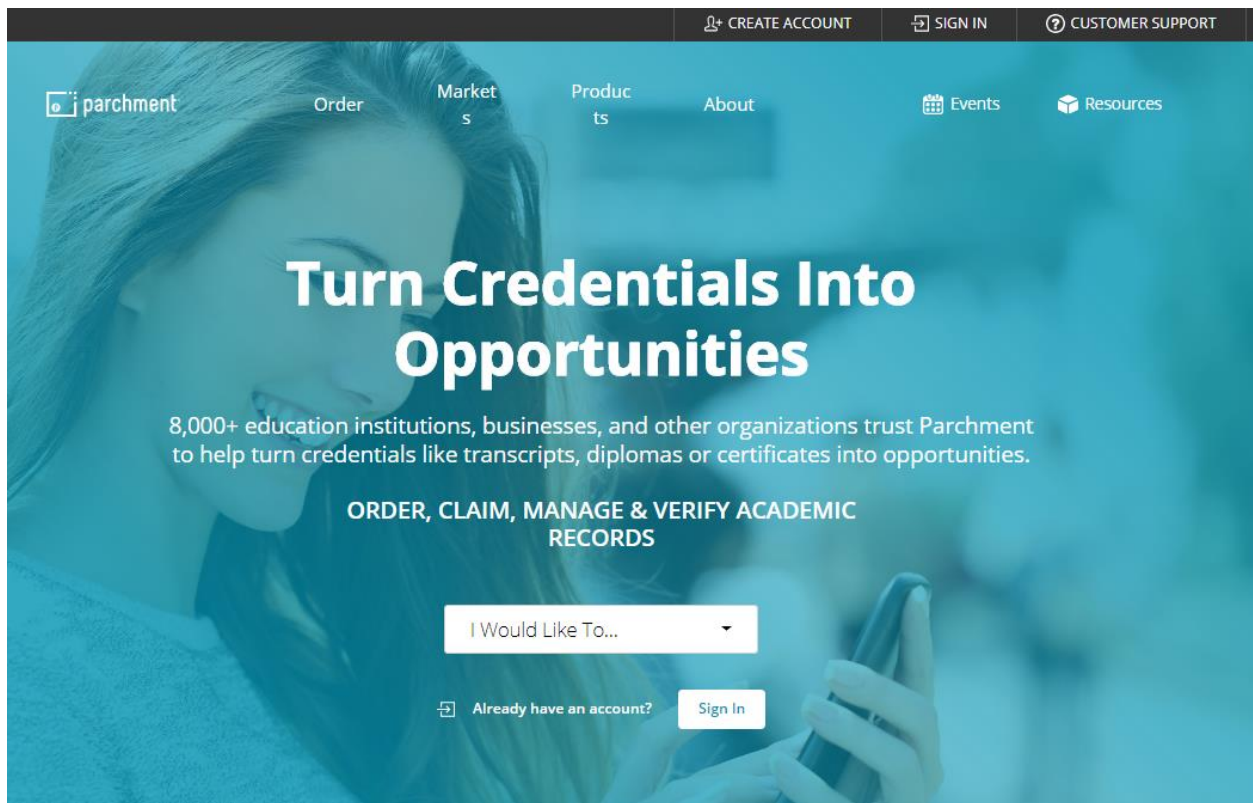 CREATE ACCOUNT SIGN IN CUSTOMER SUPPORT
parchment Order Market
s Produc
ts About Events Resources
Turn Credentials Into
Opportunities
8,000+ education institutions, businesses, and other organizations trust Parchment
to help turn credentials like transcripts, diplomas or certificates into opportunities.
ORDER, CLAIM, MANAGE & VERIFY ACADEMIC
RECORDS
I Would Like To...
Already have an account? Sign In